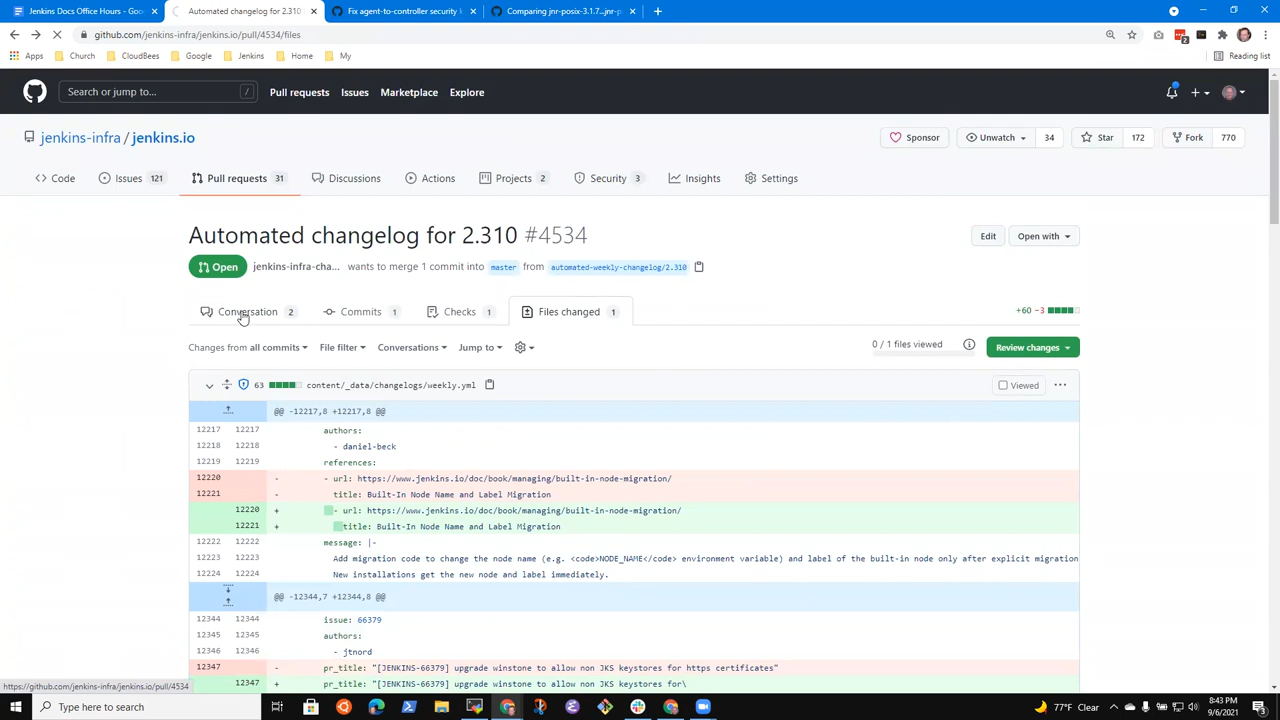 Jenkins Docs Office Hours - Goo
Automated changelog for 2.310
Fix agent-to-controller security k
Comparing jnr-posix-3.1.7...jnr-p
github.com/jenkins-infra/jenkins.io/pull/4534/files
2
Apps
Church
CloudBees
Google
Jenkins
Home
My
Reading list
Search or jump to...
/
Pull requests
Issues
Marketplace
Explore
jenkins-infra / jenkins.io
Sponsor
Unwatch
34
Star
172
Fork
770
Code
Issues 121
Pull requests 31
Discussions
Actions
Projects 2
Security 3
Insights
Settings
Automated changelog for 2.310 #4534
Edit
Open with
Open
jenkins-infra-cha... wants to merge 1 commit into master from automated-weekly-changelog/2.310
Conversation 2
Commits 1
Checks 1
Files changed 1
+60 −3
Changes from all commits
File filter
Conversations
Jump to
0 / 1 files viewed
Review changes
63 content/_data/changelogs/weekly.yml
Viewed
@@ -12217,8 +12217,8 @@
12217 12217 authors:
12218 12218 - daniel-beck
12219 12219 references:
12220 - - url: https://www.jenkins.io/doc/book/managing/built-in-node-migration/
12221 - title: Built-In Node Name and Label Migration
12220 + - url: https://www.jenkins.io/doc/book/managing/built-in-node-migration/
12221 + title: Built-In Node Name and Label Migration
12222 12222 message: |-
12223 12223 Add migration code to change the node name (e.g. <code>NODE_NAME</code> environment variable) and label of the built-in node only after explicit migration
12224 12224 New installations get the new node and label immediately.
@@ -12344,7 +12344,8 @@
12344 12344 issue: 66379
12345 12345 authors:
12346 12346 - jtnord
12347 - pr_title: "[JENKINS-66379] upgrade winstone to allow non JKS keystores for https certificates"
12347 + pr_title: "[JENKINS-66379] upgrade winstone to allow non JKS keystores for\
https://github.com/jenkins-infra/jenkins.io/pull/4534
Type here to search
77°F Clear
8:43 PM
9/6/2021
3